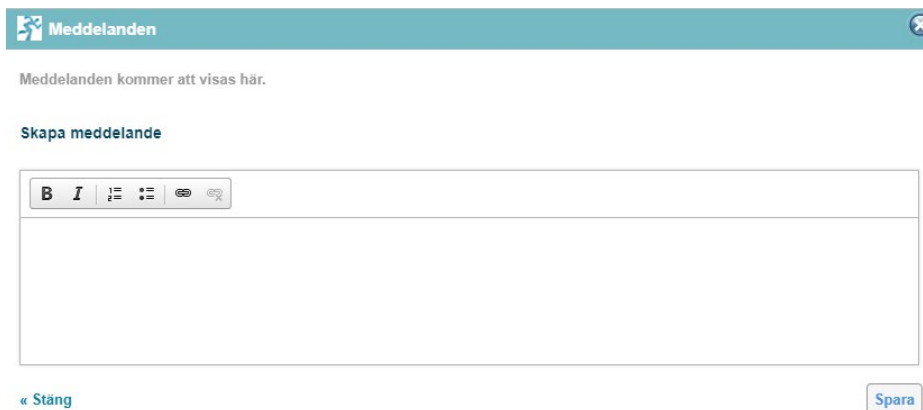 Meddelanden
Meddelanden kommer att visas här.
Skapa meddelande
B I
« Stäng
Spara